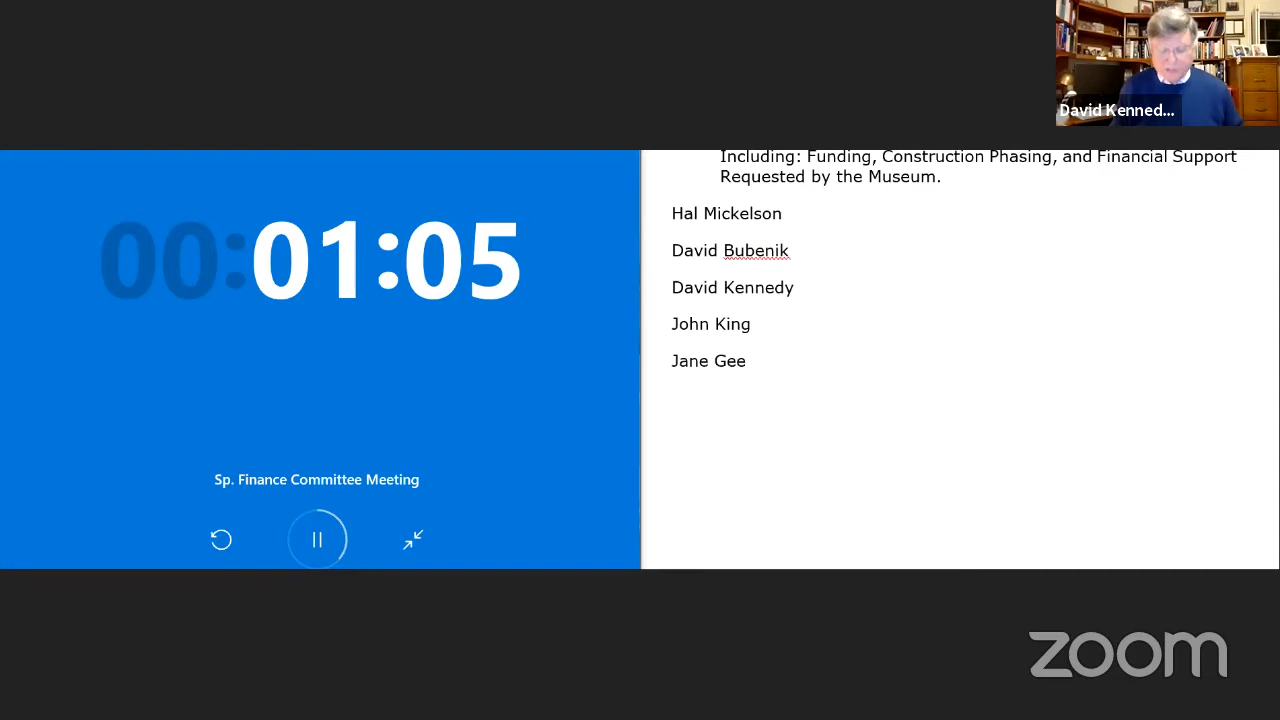 David Kenned...
Including: Funding, Construction Phasing, and Financial Support
Requested by the Museum.
00:01:05
Hal Mickelson
David Bubenik
David Kennedy
John King
Jane Gee
Sp. Finance Committee Meeting
zoom